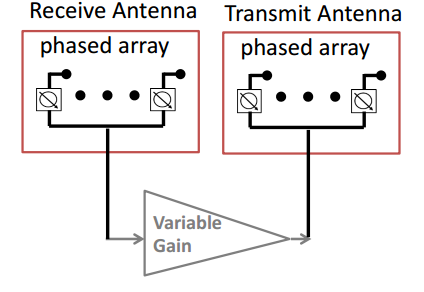 Receive Antenna
Transmit Antenna
phased array
phased array
Variable
Gain